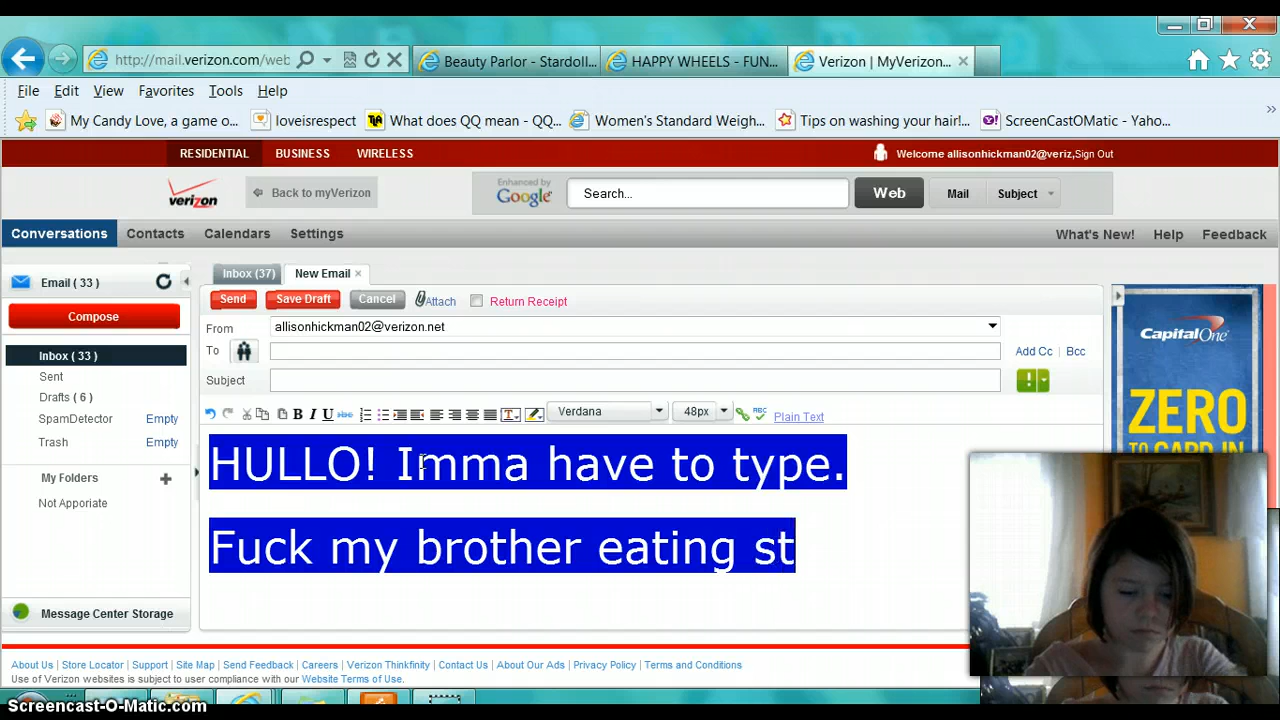 http://mail.verizon.com/web
Beauty Parlor - Stardoll...
HAPPY WHEELS - FUN...
Verizon | MyVerizon...
File Edit View Favorites Tools Help
My Candy Love, a game o...
What does QQ mean - QQ...
Women's Standard Weigh...
Tips on washing your hair!...
ScreenCastOMatic - Yaho...
RESIDENTIAL BUSINESS WIRELESS
Welcome allisonhickman02@veriz,Sign Out
verizon
Back to myVerizon
Enhanced by Google
Search...
Web Mail Subject
Conversations Contacts Calendars Settings
What's New! Help Feedback
Email ( 33 )
Inbox (37) New Email
Compose
Send Save Draft Cancel Attach Return Receipt
From allisonhickman02@verizon.net
To
Add Cc Bcc
Subject
Inbox ( 33 )
Sent
Drafts ( 6 )
SpamDetector Empty
Trash Empty
My Folders
Not Apporiate
Message Center Storage
B I U abc T Verdana 48px ABC Plain Text
HULLO! Imma have to type.
Fuck my brother eating st
Capital One
ZERO
About Us | Store Locator | Support | Site Map | Send Feedback | Careers | Verizon Thinkfinity | Contact Us | About Our Ads | Privacy Policy | Terms and Conditions
Use of Verizon websites is subject to user compliance with our Website Terms of Use.
Screencast-O-Matic.com